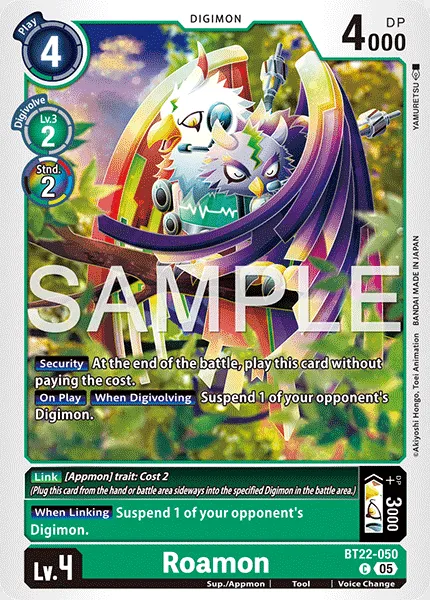 DIGIMON
Play
4
DP
4000
Digivolve
Lv.3
2
Stnd.
2
YAMURETSU
©Akiyoshi Hongo, Toei Animation BANDAI MADE IN JAPAN
SAMPLE
Security At the end of the battle, play this card without
paying the cost.
On Play When Digivolving Suspend 1 of your opponent's
Digimon.
Link [Appmon] trait: Cost 2
(Plug this card from the hand or battle area sideways into the specified Digimon in the battle area.)
DP
+3000
When Linking Suspend 1 of your opponent's
Digimon.
Lv.4
Roamon
BT22-050
C 05
Sup./Appmon Tool Voice Change